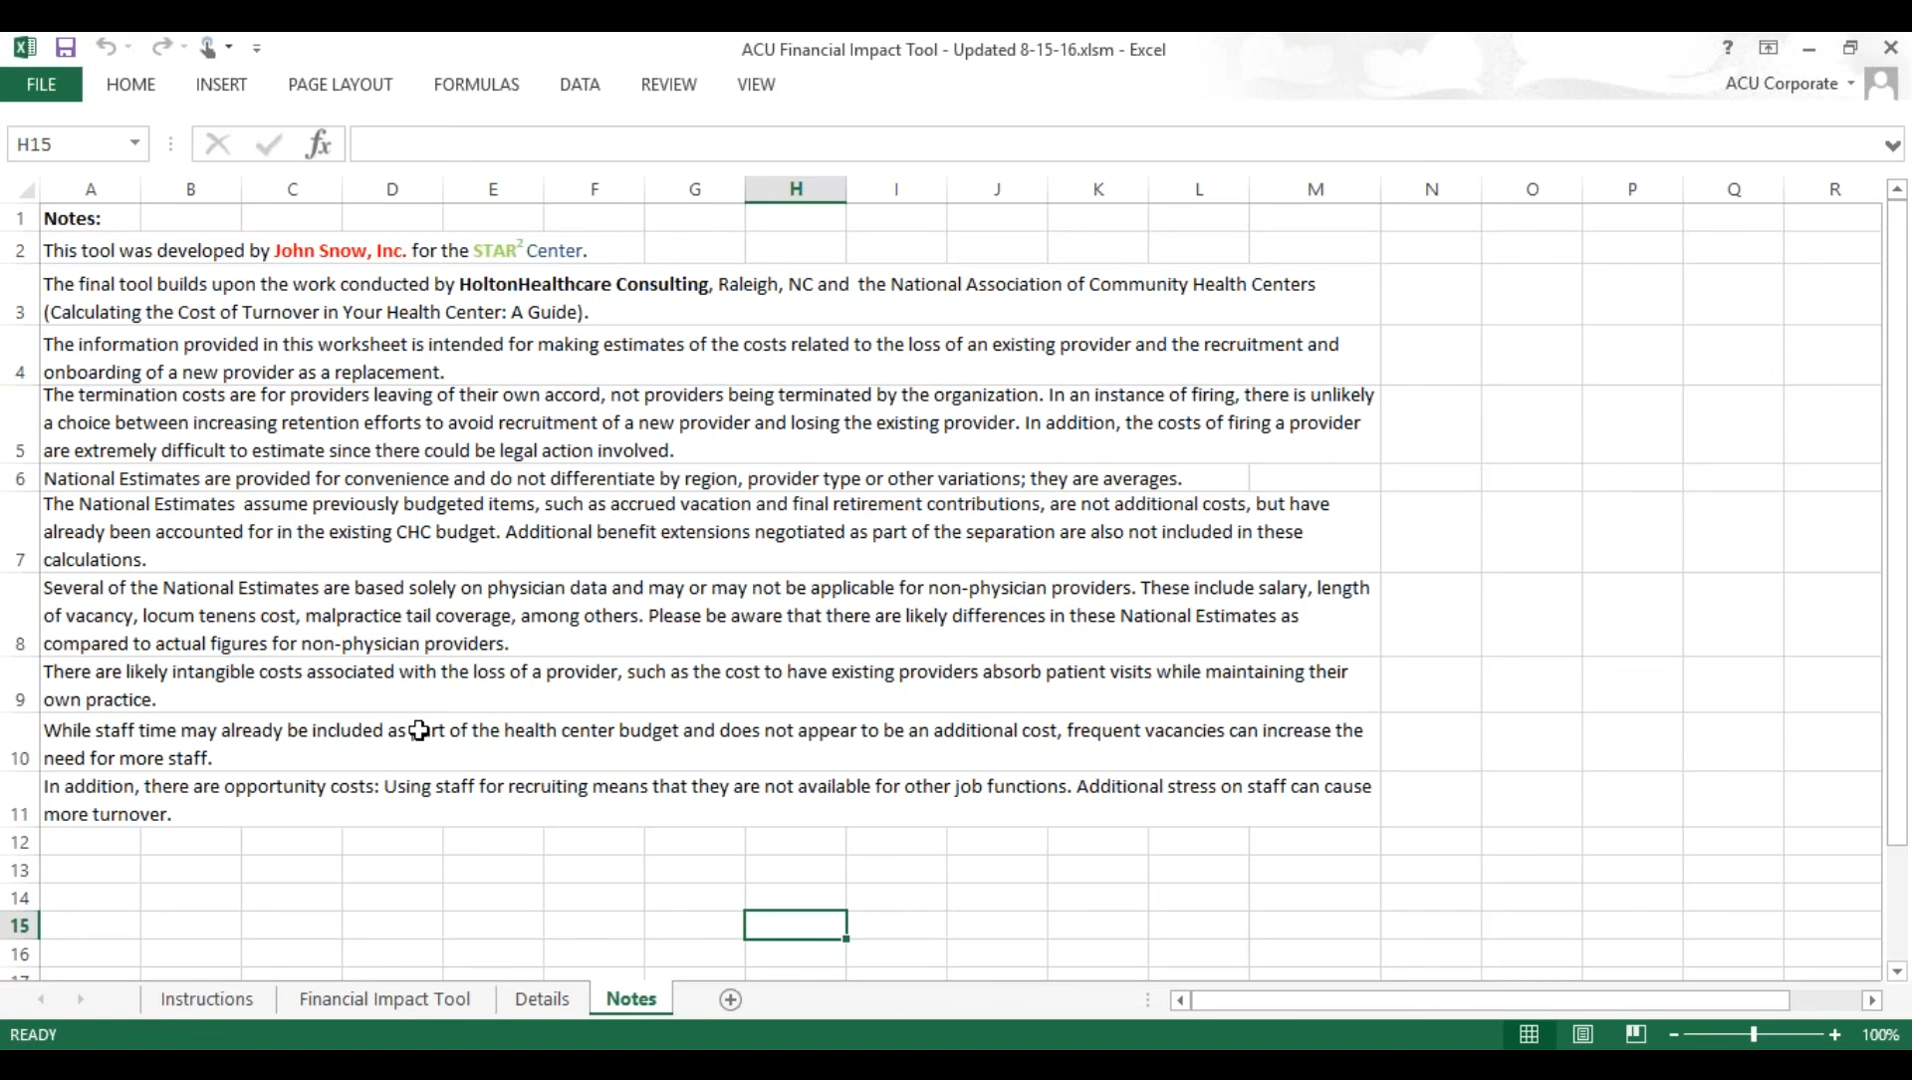 ACU Financial Impact Tool - Updated 8-15-16.xlsm - Excel
?
FILE HOME INSERT PAGE LAYOUT FORMULAS DATA REVIEW VIEW
ACU Corporate
H15
fx
A B C D E F G H I J K L M N O P Q R
1 Notes:
2 This tool was developed by John Snow, Inc. for the STAR² Center.
The final tool builds upon the work conducted by HoltonHealthcare Consulting, Raleigh, NC and the National Association of Community Health Centers
3 (Calculating the Cost of Turnover in Your Health Center: A Guide).
The information provided in this worksheet is intended for making estimates of the costs related to the loss of an existing provider and the recruitment and
4 onboarding of a new provider as a replacement.
The termination costs are for providers leaving of their own accord, not providers being terminated by the organization. In an instance of firing, there is unlikely
a choice between increasing retention efforts to avoid recruitment of a new provider and losing the existing provider. In addition, the costs of firing a provider
5 are extremely difficult to estimate since there could be legal action involved.
6 National Estimates are provided for convenience and do not differentiate by region, provider type or other variations; they are averages.
The National Estimates assume previously budgeted items, such as accrued vacation and final retirement contributions, are not additional costs, but have
already been accounted for in the existing CHC budget. Additional benefit extensions negotiated as part of the separation are also not included in these
7 calculations.
Several of the National Estimates are based solely on physician data and may or may not be applicable for non-physician providers. These include salary, length
of vacancy, locum tenens cost, malpractice tail coverage, among others. Please be aware that there are likely differences in these National Estimates as
8 compared to actual figures for non-physician providers.
There are likely intangible costs associated with the loss of a provider, such as the cost to have existing providers absorb patient visits while maintaining their
9 own practice.
While staff time may already be included as part of the health center budget and does not appear to be an additional cost, frequent vacancies can increase the
10 need for more staff.
In addition, there are opportunity costs: Using staff for recruiting means that they are not available for other job functions. Additional stress on staff can cause
11 more turnover.
12
13
14
15
16
17
Instructions Financial Impact Tool Details Notes
READY
100%